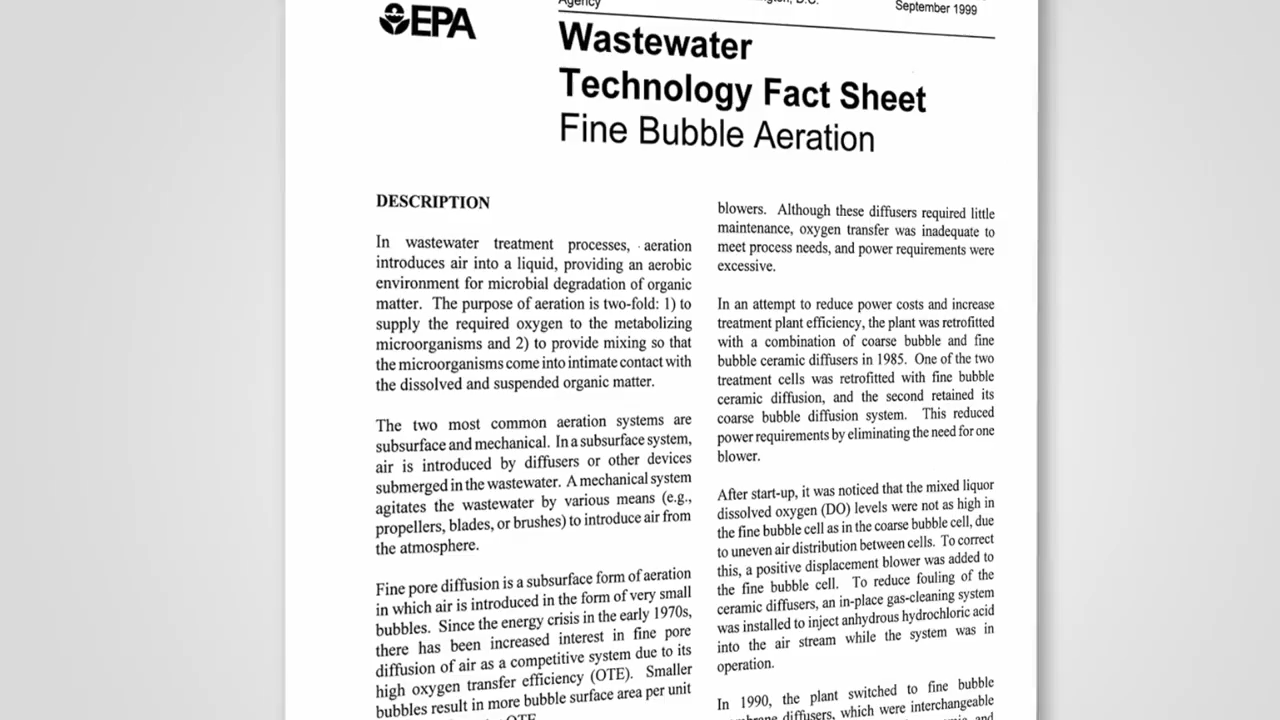 Agency
D.C.
September 1999
EPA
Wastewater
Technology Fact Sheet
Fine Bubble Aeration
DESCRIPTION
In wastewater treatment processes, aeration
introduces air into a liquid, providing an aerobic
environment for microbial degradation of organic
matter. The purpose of aeration is two-fold: 1) to
supply the required oxygen to the metabolizing
microorganisms and 2) to provide mixing so that
the microorganisms come into intimate contact with
the dissolved and suspended organic matter.
The two most common aeration systems are
subsurface and mechanical. In a subsurface system,
air is introduced by diffusers or other devices
submerged in the wastewater. A mechanical system
agitates the wastewater by various means (e.g.,
propellers, blades, or brushes) to introduce air from
the atmosphere.
Fine pore diffusion is a subsurface form of aeration
in which air is introduced in the form of very small
bubbles. Since the energy crisis in the early 1970s,
there has been increased interest in fine pore
diffusion of air as a competitive system due to its
high oxygen transfer efficiency (OTE). Smaller
bubbles result in more bubble surface area per unit
OTE
blowers. Although these diffusers required little
maintenance, oxygen transfer was inadequate to
meet process needs, and power requirements were
excessive.
In an attempt to reduce power costs and increase
treatment plant efficiency, the plant was retrofitted
with a combination of coarse bubble and fine
bubble ceramic diffusers in 1985. One of the two
treatment cells was retrofitted with fine bubble
ceramic diffusion, and the second retained its
coarse bubble diffusion system. This reduced
power requirements by eliminating the need for one
blower.
After start-up, it was noticed that the mixed liquor
dissolved oxygen (DO) levels were not as high in
the fine bubble cell as in the coarse bubble cell, due
to uneven air distribution between cells. To correct
this, a positive displacement blower was added to
the fine bubble cell. To reduce fouling of the
ceramic diffusers, an in-place gas-cleaning system
was installed to inject anhydrous hydrochloric acid
into the air stream while the system was in
operation.
In 1990, the plant switched to fine bubble
diffusers, which were interchangeable
and